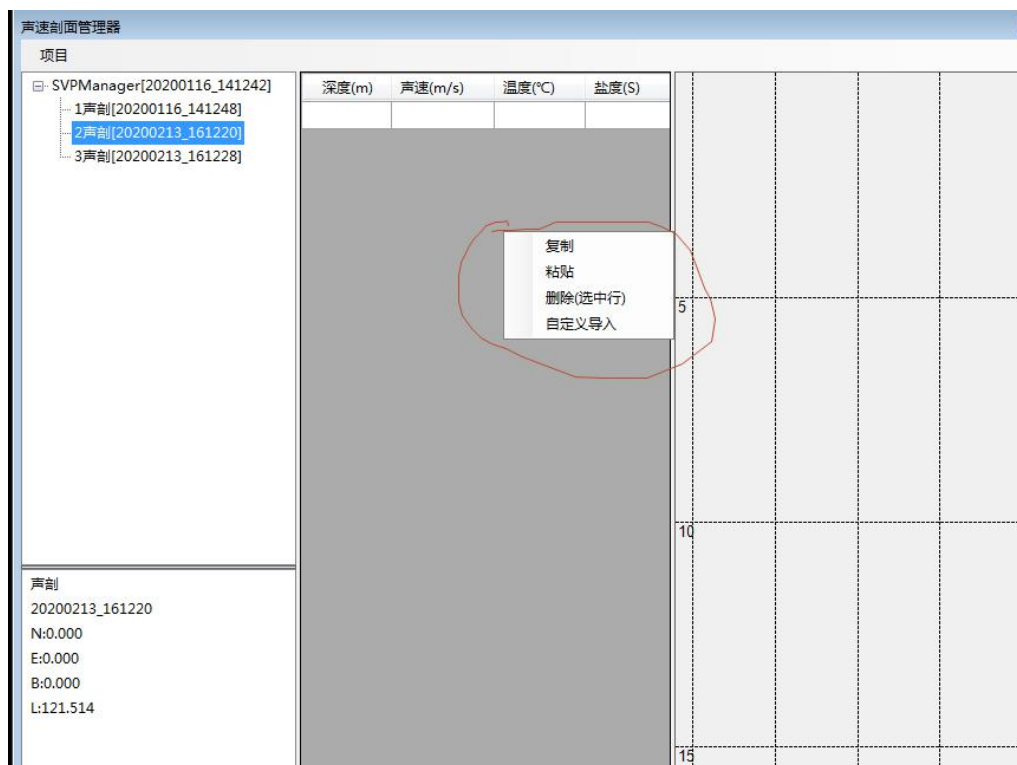 声速剖面管理器
项目
SVPManager[20200116_141242]
1声剖[20200116_141248]
2声剖[20200213_161220]
3声剖[20200213_161228]
深度(m) 声速(m/s) 温度(℃) 盐度(S)
复制
粘贴
删除(选中行)
自定义导入
5
10
15
声剖
20200213_161220
N:0.000
E:0.000
B:0.000
L:121.514